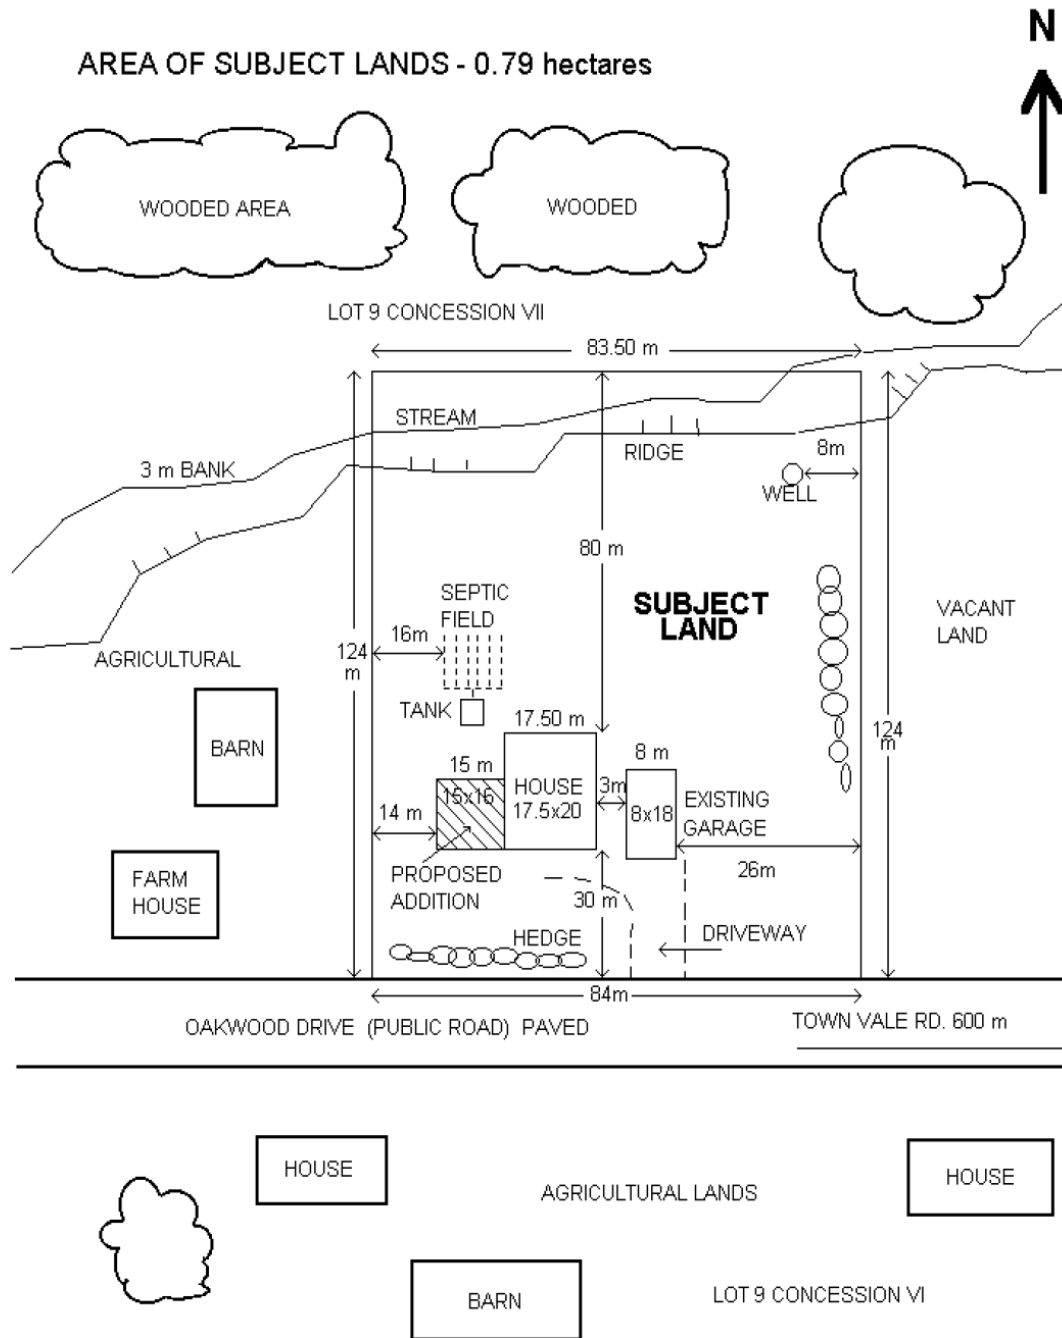 N
AREA OF SUBJECT LANDS - 0.79 hectares
WOODED AREA
WOODED
LOT 9 CONCESSION VII
83.50 m
STREAM
RIDGE
3 m BANK
8m
WELL
80 m
SEPTIC
FIELD
SUBJECT
LAND
VACANT
LAND
16m
124
m
AGRICULTURAL
TANK
17.50 m
124
m
BARN
15 m
8 m
HOUSE
17.5x20
3m
15x16
8x18
EXISTING
GARAGE
14 m
26m
PROPOSED
ADDITION
30 m
FARM
HOUSE
HEDGE
DRIVEWAY
84m
OAKWOOD DRIVE (PUBLIC ROAD) PAVED
TOWN VALE RD. 600 m
HOUSE
HOUSE
AGRICULTURAL LANDS
BARN
LOT 9 CONCESSION VI